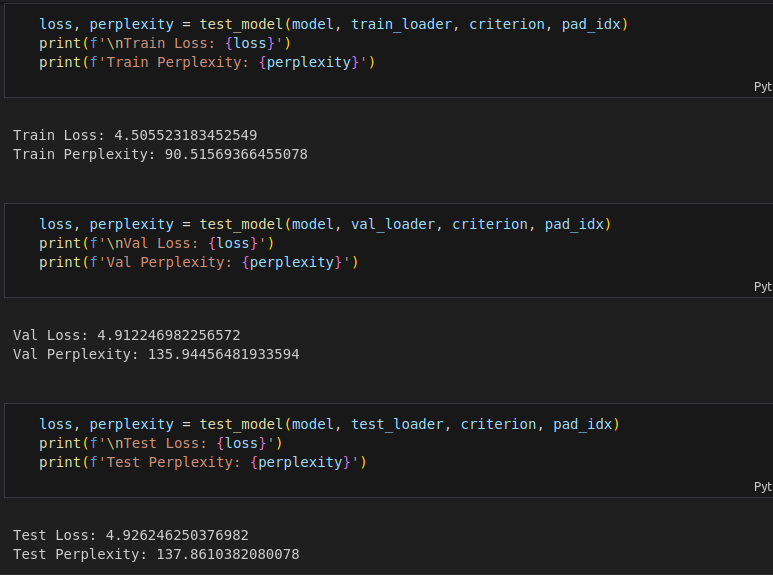 loss, perplexity = test_model(model, train_loader, criterion, pad_idx)
print(f'\nTrain Loss: {loss}')
print(f'Train Perplexity: {perplexity}')
Pyt
Train Loss: 4.505523183452549
Train Perplexity: 90.51569366455078
loss, perplexity = test_model(model, val_loader, criterion, pad_idx)
print(f'\nVal Loss: {loss}')
print(f'Val Perplexity: {perplexity}')
Pyt
Val Loss: 4.912246982256572
Val Perplexity: 135.94456481933594
loss, perplexity = test_model(model, test_loader, criterion, pad_idx)
print(f'\nTest Loss: {loss}')
print(f'Test Perplexity: {perplexity}')
Pyt
Test Loss: 4.926246250376982
Test Perplexity: 137.8610382080078